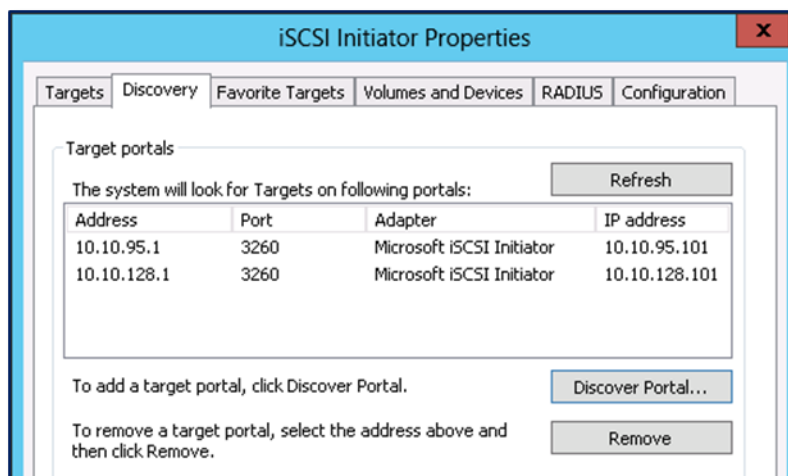 iSCSI Initiator Properties
x
Targets Discovery Favorite Targets Volumes and Devices RADIUS Configuration
Target portals
The system will look for Targets on following portals:
Refresh
Address Port Adapter IP address
10.10.95.1 3260 Microsoft iSCSI Initiator 10.10.95.101
10.10.128.1 3260 Microsoft iSCSI Initiator 10.10.128.101
To add a target portal, click Discover Portal.
Discover Portal...
To remove a target portal, select the address above and
then click Remove.
Remove